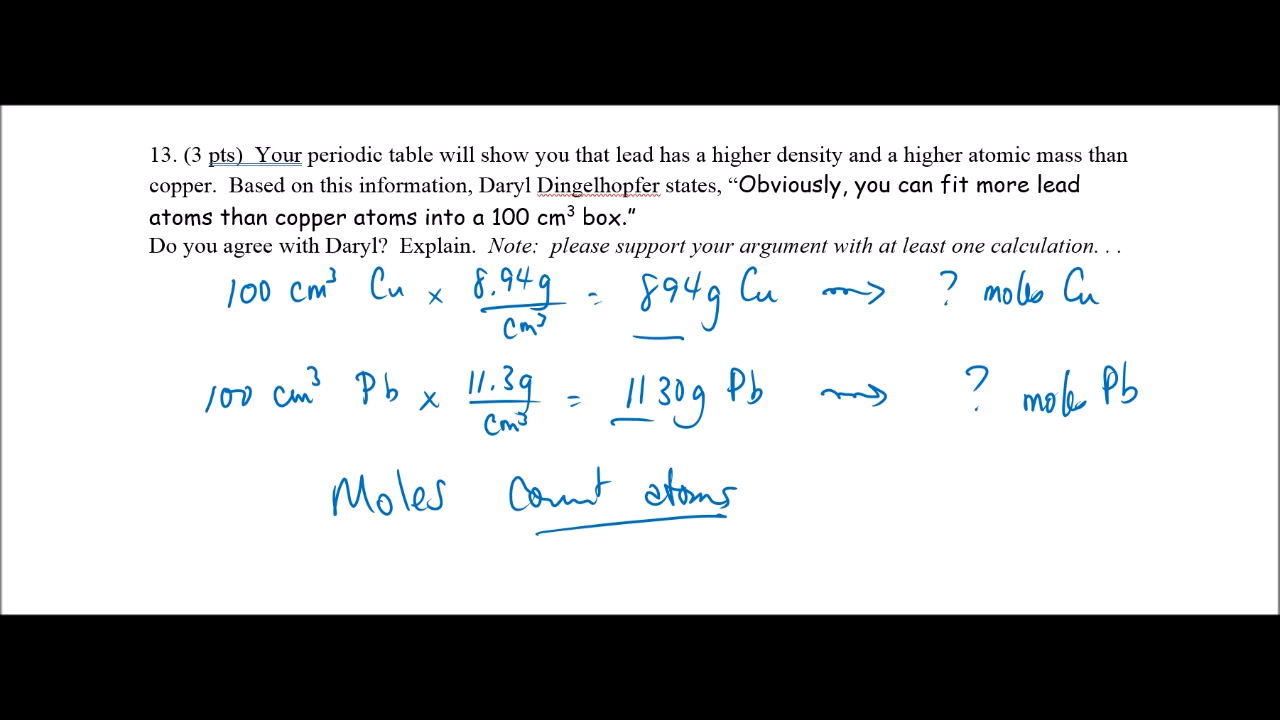 13. (3 pts)  Your periodic table will show you that lead has a higher density and a higher atomic mass than
copper.  Based on this information, Daryl Dingelhopfer states, “Obviously, you can fit more lead
atoms than copper atoms into a 100 cm³ box.”
Do you agree with Daryl?  Explain.  Note:  please support your argument with at least one calculation. . .
100 cm³ Cu × 8.94g/cm³ = 894g Cu → ? moles Cu
100 cm³ Pb × 11.3g/cm³ = 1130g Pb → ? moles Pb
Moles count atoms